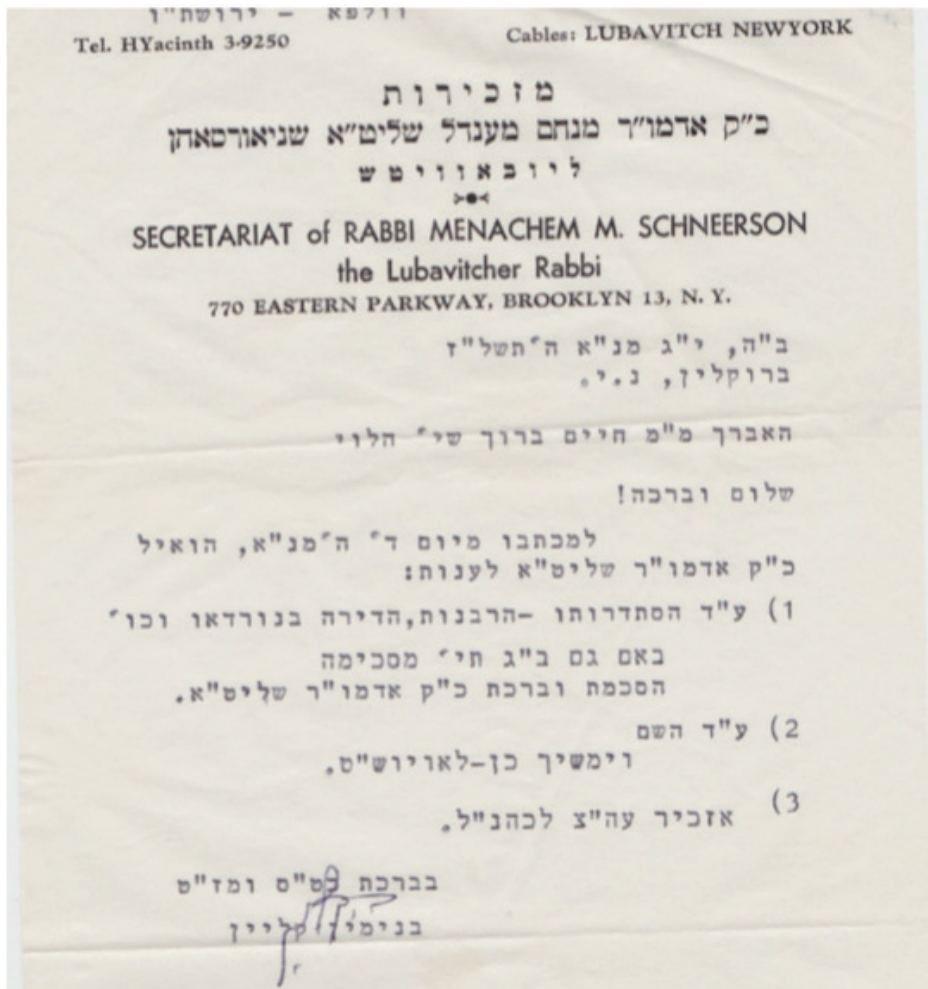 וולפא - ירושת"ו
Tel. HYacinth 3-9250 Cables: LUBAVITCH NEWYORK
מזכירות
כ"ק אדמו"ר מנחם מענדל שליט"א שניאורסאהן
ליובאוויטש
SECRETARIAT of RABBI MENACHEM M. SCHNEERSON
the Lubavitcher Rabbi
770 EASTERN PARKWAY, BROOKLYN 13, N. Y.
ב"ה, י"ג מנ"א ה'תשל"ז
ברוקלין, נ.י.
האברך מ"מ חיים ברוך שי' הלוי
שלום וברכה!
למכתבו מיום ד' ה'מנ"א, הואיל
כ"ק אדמו"ר שליט"א לענות:
1) ע"ד הסתדרותו -הרבנות,הדירה בנורדאו וכו'
באם גם ב"ג תי' מסכימה
הסכמת וברכת כ"ק אדמו"ר שליט"א.
2) ע"ד השם
וימשיך כן-לאויוש"ט.
3) אזכיר עה"צ לכהנ"ל.
בברכת כט"ס ומז"ט
בנימין קליין